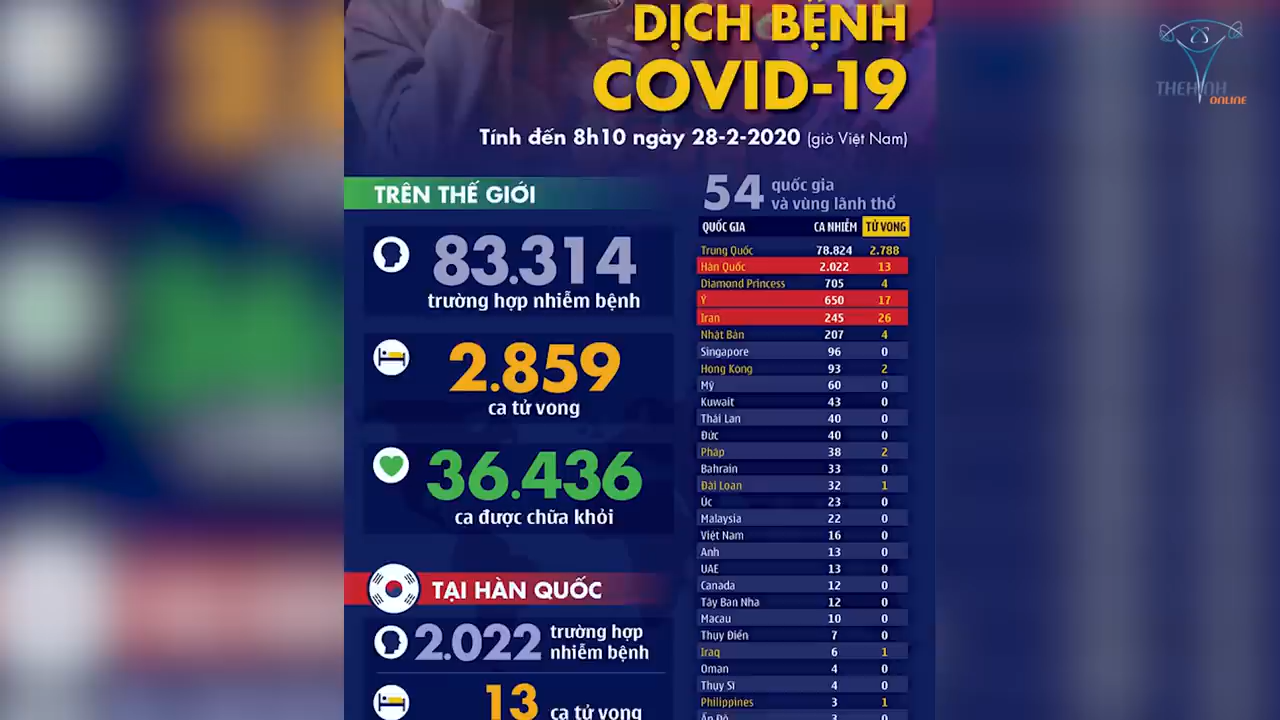 DỊCH BỆNH
COVID-19
Tính đến 8h10 ngày 28-2-2020 (giờ Việt Nam)
TRÊN THẾ GIỚI
83.314
trường hợp nhiễm bệnh
2.859
ca tử vong
36.436
ca được chữa khỏi
TẠI HÀN QUỐC
2.022 trường hợp
nhiễm bệnh
13 ca tử vong
54 quốc gia
và vùng lãnh thổ
QUỐC GIA CA NHIỄM TỬ VONG
Trung Quốc 78.824 2.788
Hàn Quốc 2.022 13
Diamond Princess 705 4
Ý 650 17
Iran 245 26
Nhật Bản 207 4
Singapore 96 0
Hong Kong 93 2
Mỹ 60 0
Kuwait 43 0
Thái Lan 40 0
Đức 40 0
Pháp 38 2
Bahrain 33 0
Đài Loan 32 1
Úc 23 0
Malaysia 22 0
Việt Nam 16 0
Anh 13 0
UAE 13 0
Canada 12 0
Tây Ban Nha 12 0
Macau 10 0
Thụy Điển 7 0
Iraq 6 1
Oman 4 0
Thụy Sĩ 4 0
Philippines 3 1
Ấn Độ 3 0
THEHINH
ONLINE